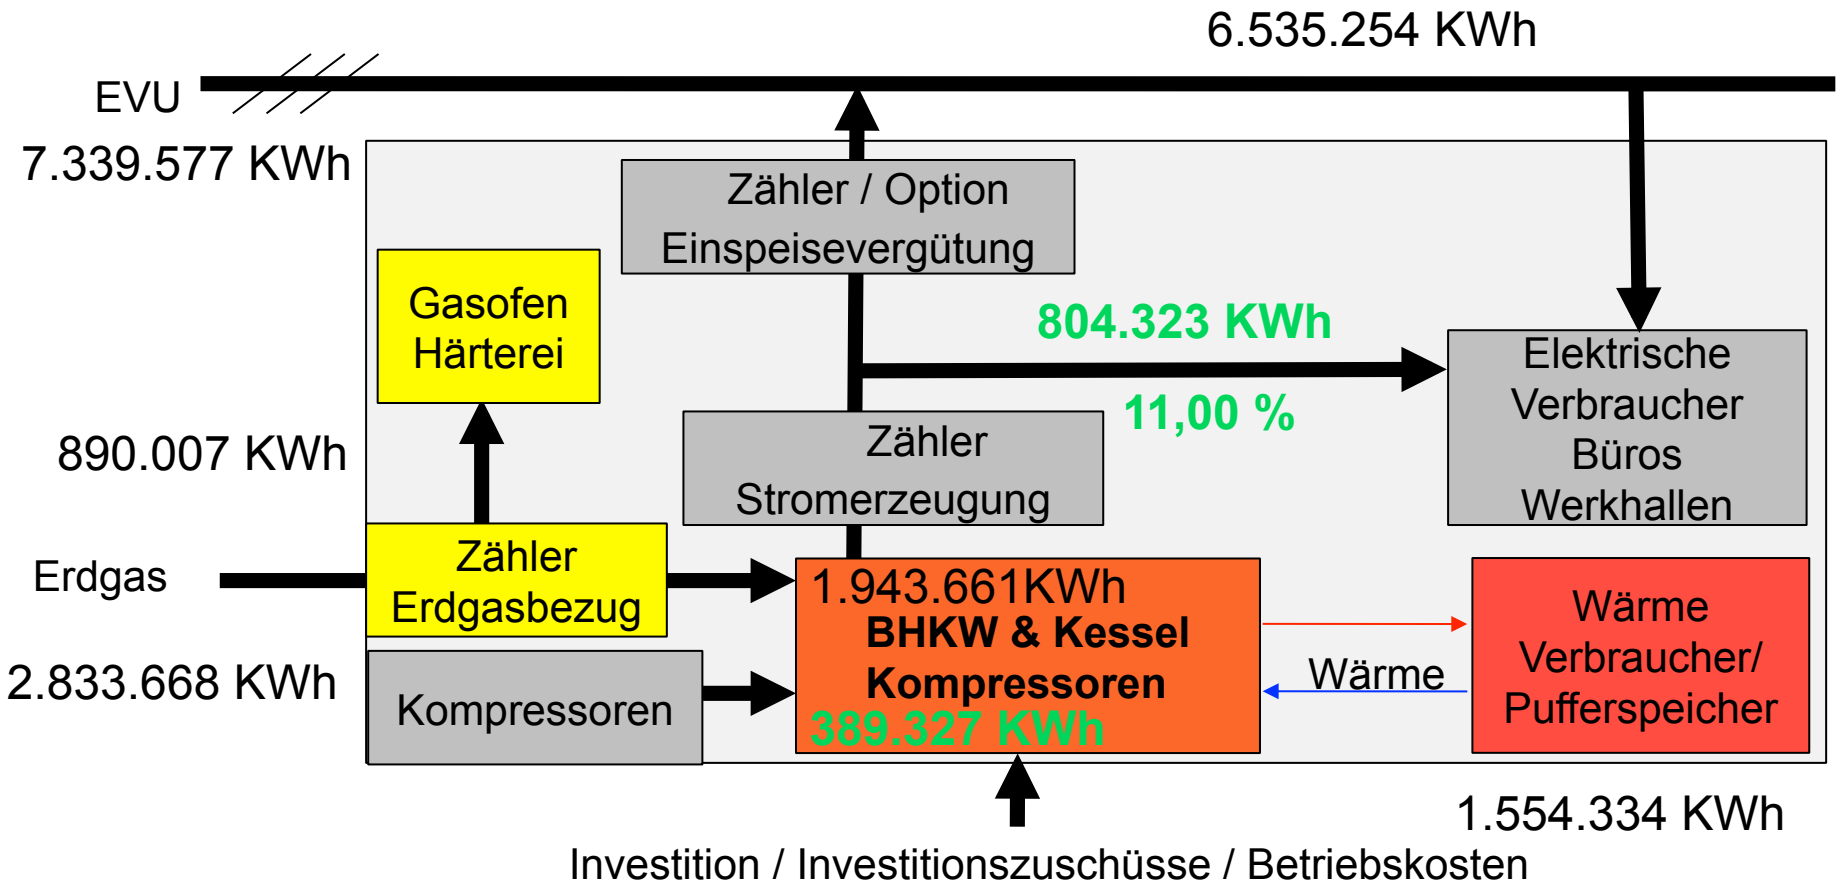 6.535.254 KWh
EVU
7.339.577 KWh
Zähler / Option
Einspeisevergütung
Gasofen
Härterei
804.323 KWh
11,00 %
Elektrische
Verbraucher
Büros
Werkhallen
890.007 KWh
Zähler
Stromerzeugung
Erdgas
Zähler
Erdgasbezug
1.943.661KWh
BHKW & Kessel
Kompressoren
389.327 KWh
Wärme
Wärme
Verbraucher/
Pufferspeicher
2.833.668 KWh
Kompressoren
1.554.334 KWh
Investition / Investitionszuschüsse / Betriebskosten